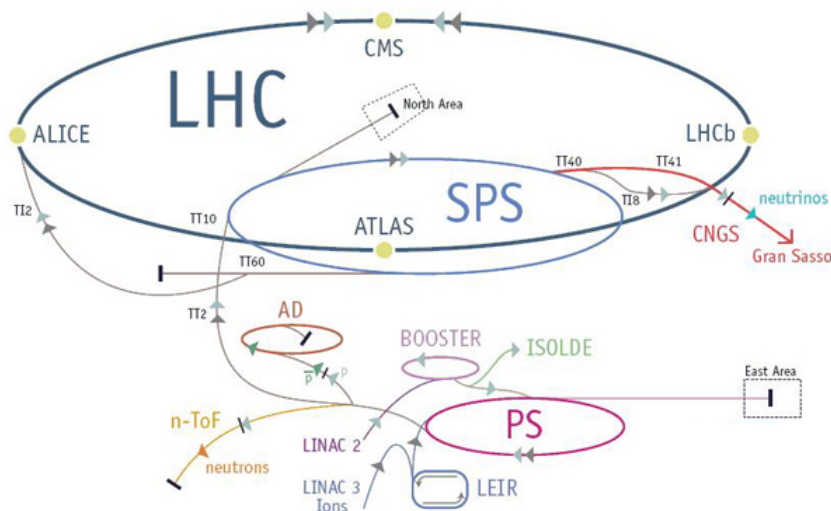 CMS
LHC
North Area
ALICE
LHCb
TT40
TT41
TI2
TT10
SPS
TI8
neutrinos
ATLAS
CNGS
Gran Sasso
TT60
TT2
AD
BOOSTER
ISOLDE
p
p
East Area
n-ToF
PS
LINAC 2
neutrons
LINAC 3
Ions
LEIR